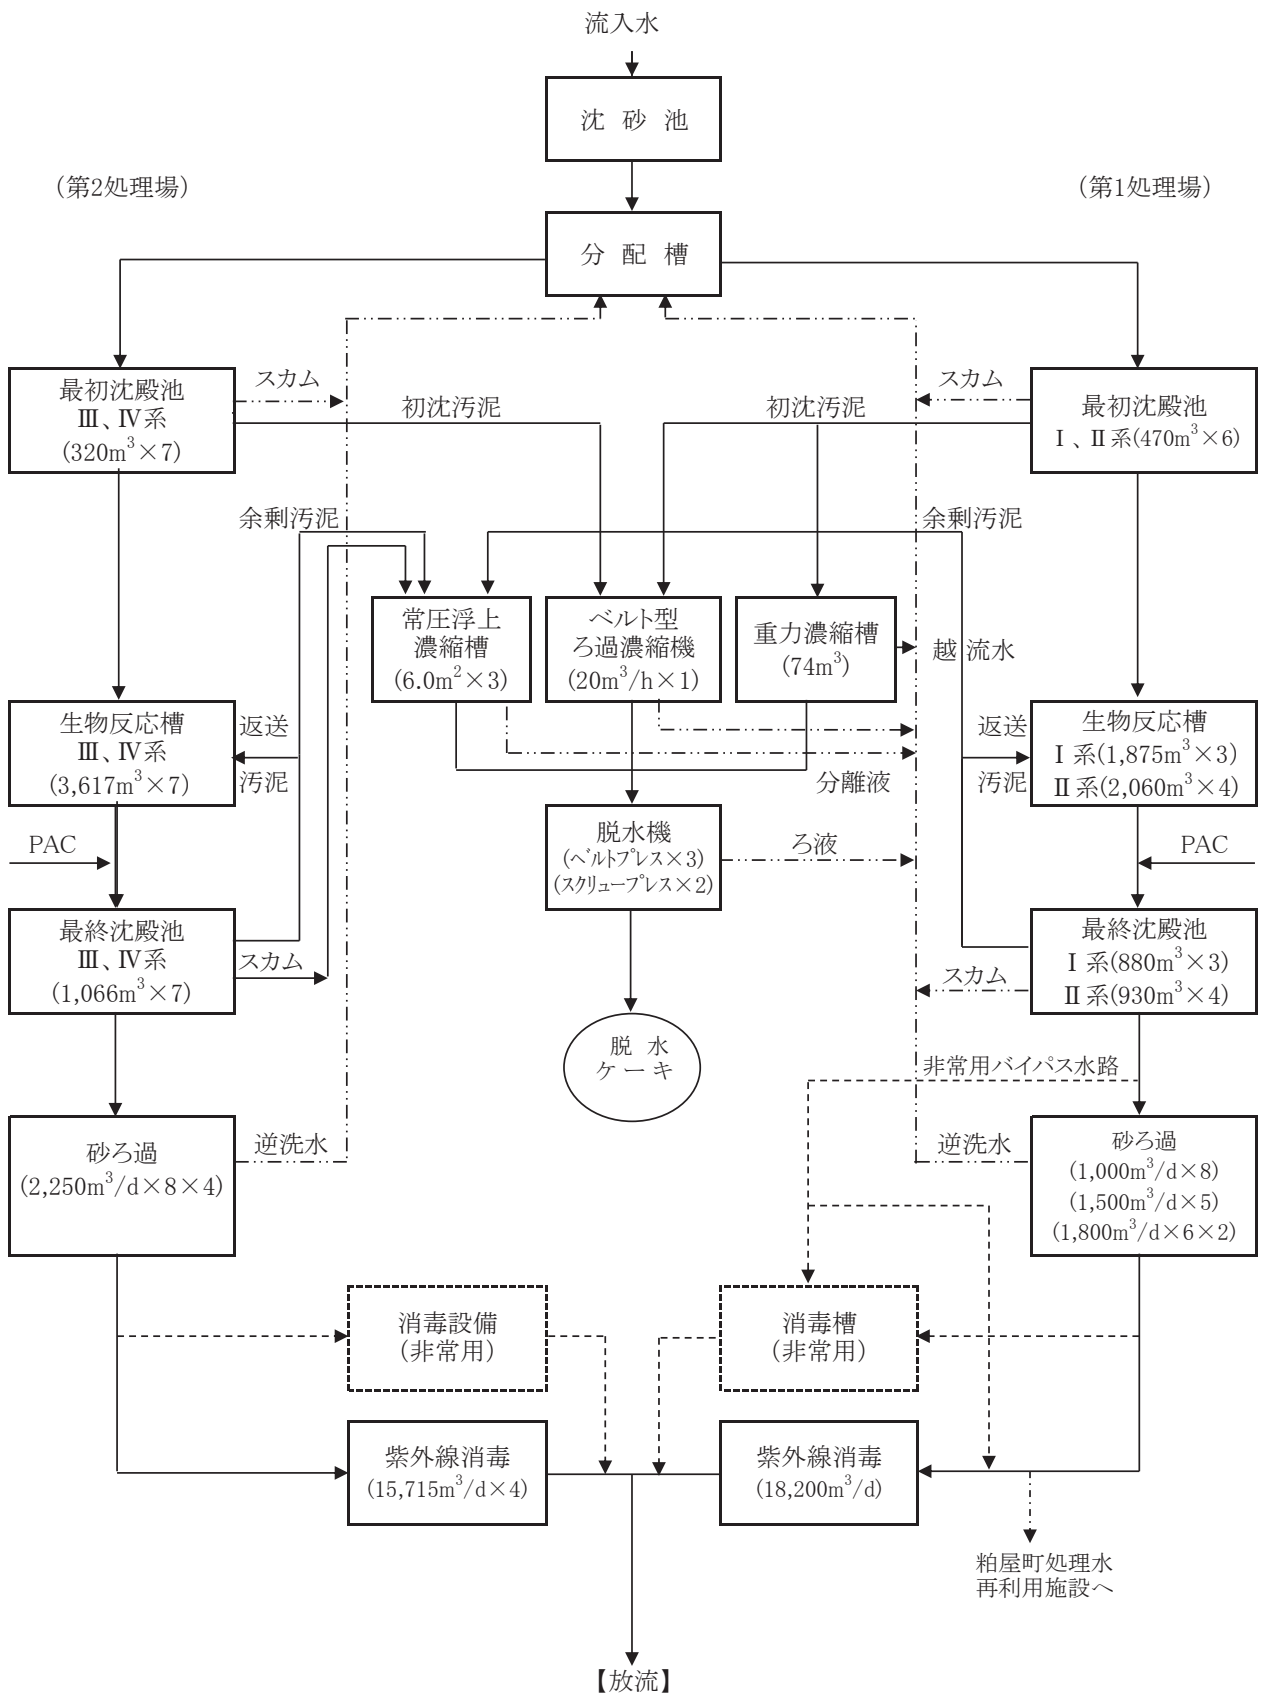 流入水
沈 砂 池
（第2処理場）
（第1処理場）
分 配 槽
最初沈殿池
Ⅲ、Ⅳ系
(320m³×7)
スカム
初沈汚泥
初沈汚泥
スカム
最初沈殿池
Ⅰ、Ⅱ系(470m³×6)
余剰汚泥
余剰汚泥
常圧浮上
濃縮槽
(6.0m²×3)
ベルト型
ろ過濃縮機
(20m³/h×1)
重力濃縮槽
(74m³)
越流水
生物反応槽
Ⅲ、Ⅳ系
(3,617m³×7)
返送
汚泥
分離液
返送
汚泥
生物反応槽
Ⅰ系(1,875m³×3)
Ⅱ系(2,060m³×4)
PAC
脱水機
(ベルトプレス×3)
(スクリュープレス×2)
ろ液
PAC
最終沈殿池
Ⅲ、Ⅳ系
(1,066m³×7)
スカム
スカム
最終沈殿池
Ⅰ系(880m³×3)
Ⅱ系(930m³×4)
脱 水
ケーキ
非常用バイパス水路
砂ろ過
(2,250m³/d×8×4)
逆洗水
逆洗水
砂ろ過
(1,000m³/d×8)
(1,500m³/d×5)
(1,800m³/d×6×2)
消毒設備
（非常用）
消毒槽
（非常用）
紫外線消毒
(15,715m³/d×4)
紫外線消毒
(18,200m³/d)
粕屋町処理水
再利用施設へ
【放流】